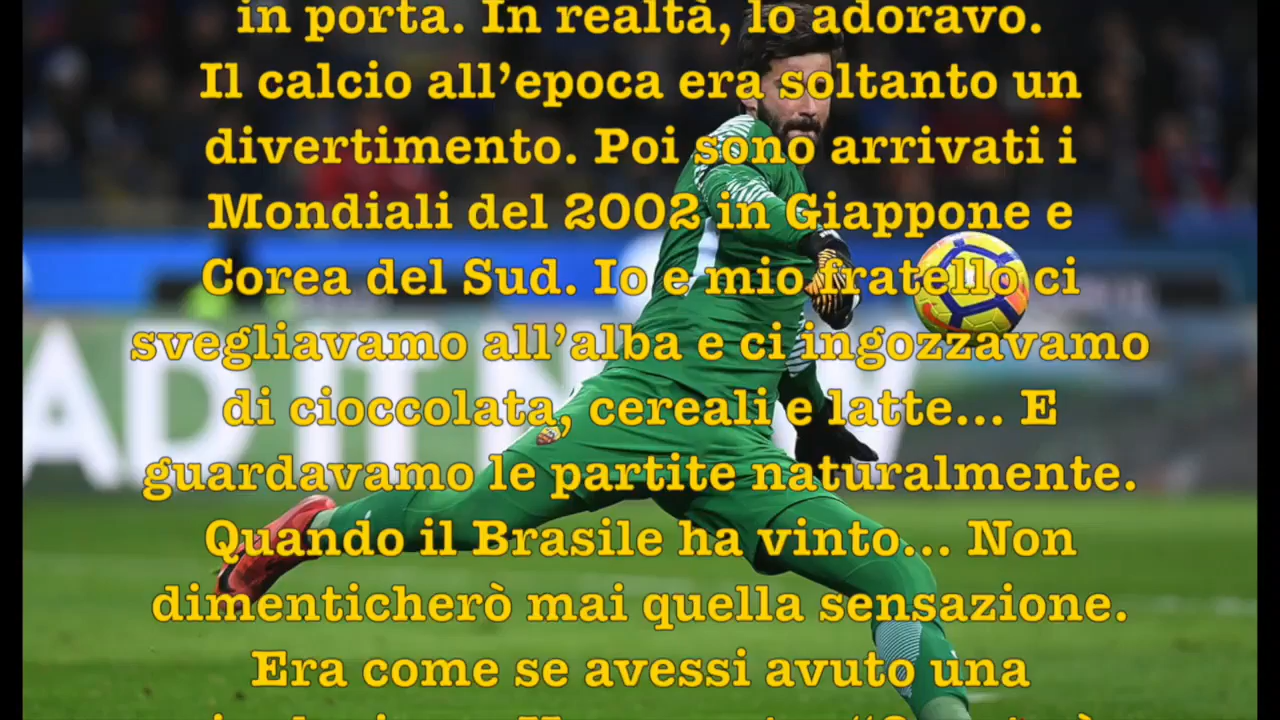 in porta. In realtà, lo adoravo.
Il calcio all’epoca era soltanto un
divertimento. Poi sono arrivati i
Mondiali del 2002 in Giappone e
Corea del Sud. Io e mio fratello ci
svegliavamo all’alba e ci ingozzavamo
di cioccolata, cereali e latte... E
guardavamo le partite naturalmente.
Quando il Brasile ha vinto... Non
dimenticherò mai quella sensazione.
Era come se avessi avuto una